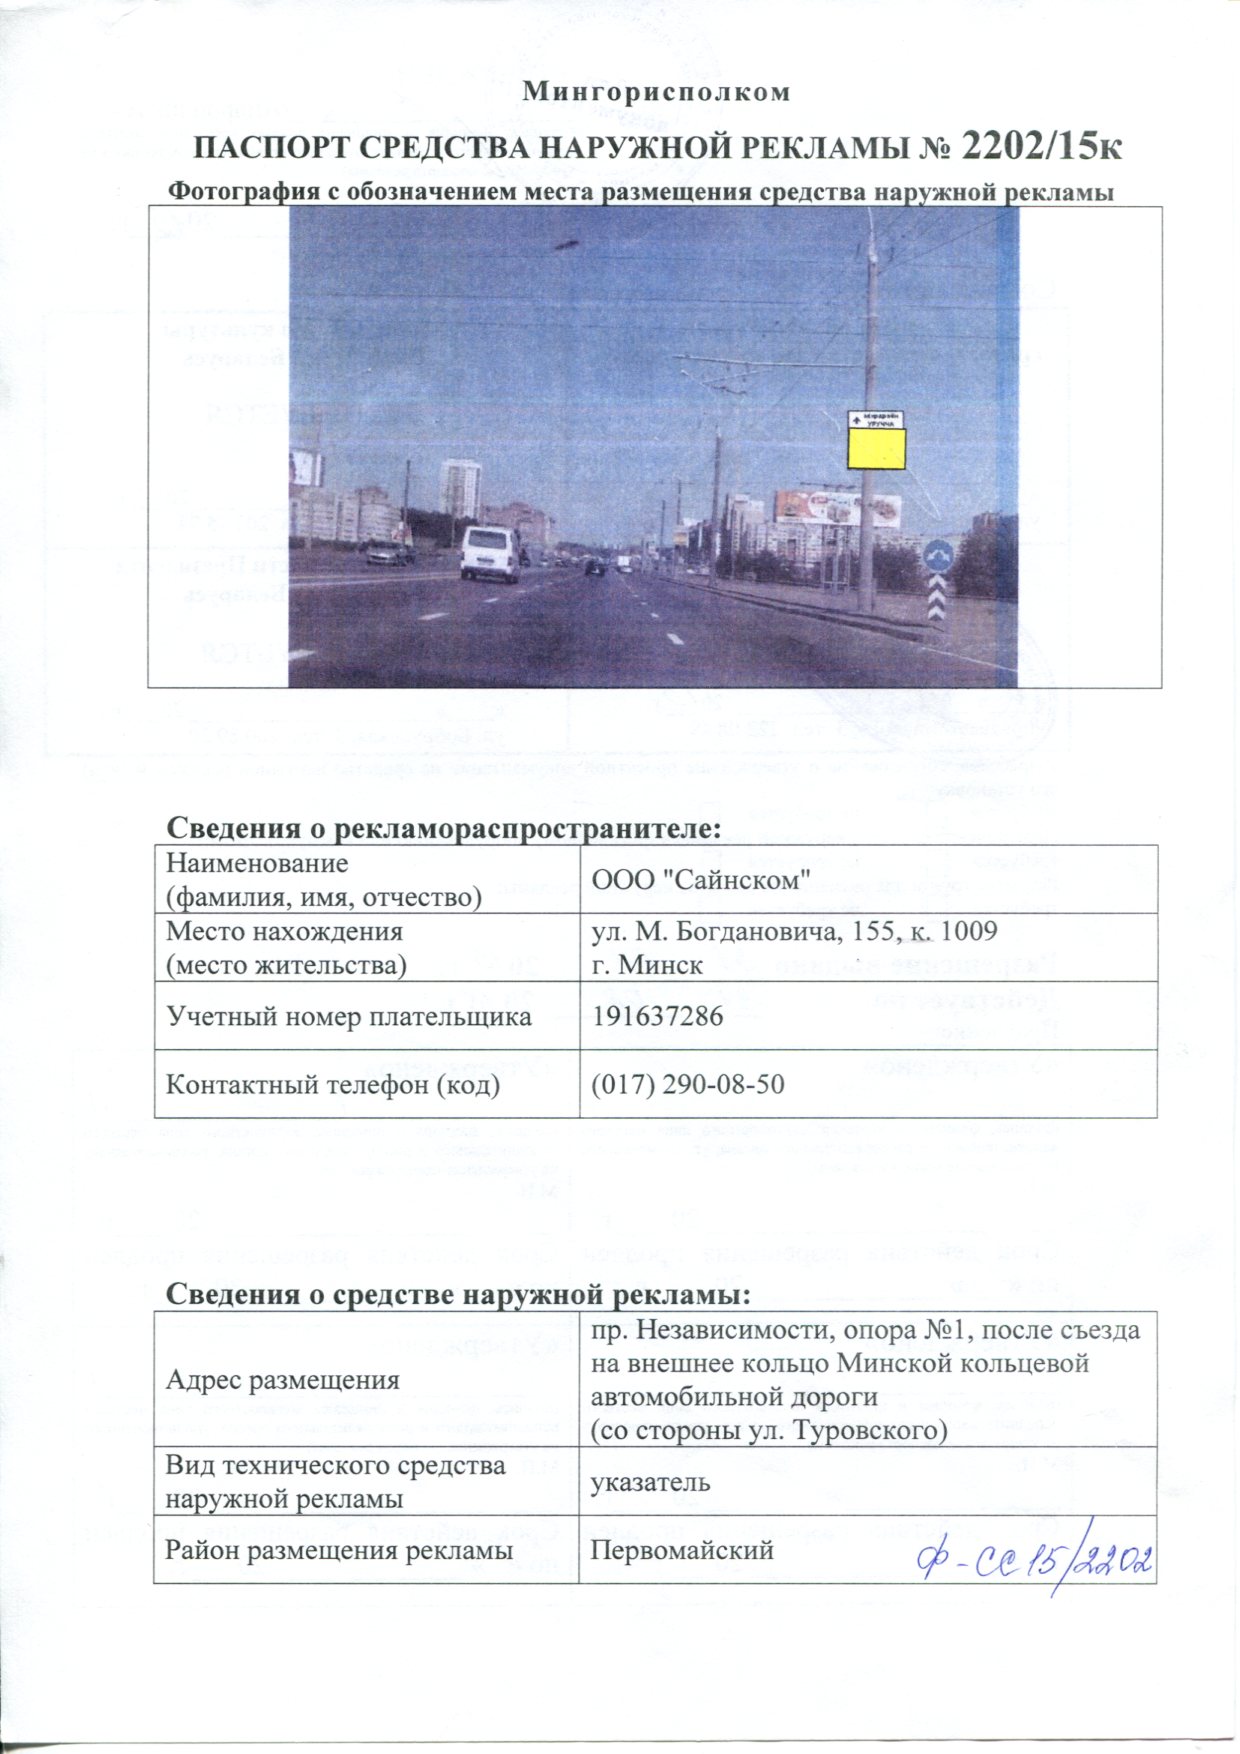 Мингорисполком
ПАСПОРТ СРЕДСТВА НАРУЖНОЙ РЕКЛАМЫ № 2202/15к
Фотография с обозначением места размещения средства наружной рекламы
МІКРАРАЁН
УРУЧЧА
Сведения о рекламораспространителе:
Наименование
(фамилия, имя, отчество)
ООО "Сайнском"
Место нахождения
(место жительства)
ул. М. Богдановича, 155, к. 1009
г. Минск
Учетный номер плательщика
191637286
Контактный телефон (код)
(017) 290-08-50
Сведения о средстве наружной рекламы:
Адрес размещения
пр. Независимости, опора №1, после съезда
на внешнее кольцо Минской кольцевой
автомобильной дороги
(со стороны ул. Туровского)
Вид технического средства
наружной рекламы
указатель
Район размещения рекламы
Первомайский
Ф-СС15/2202